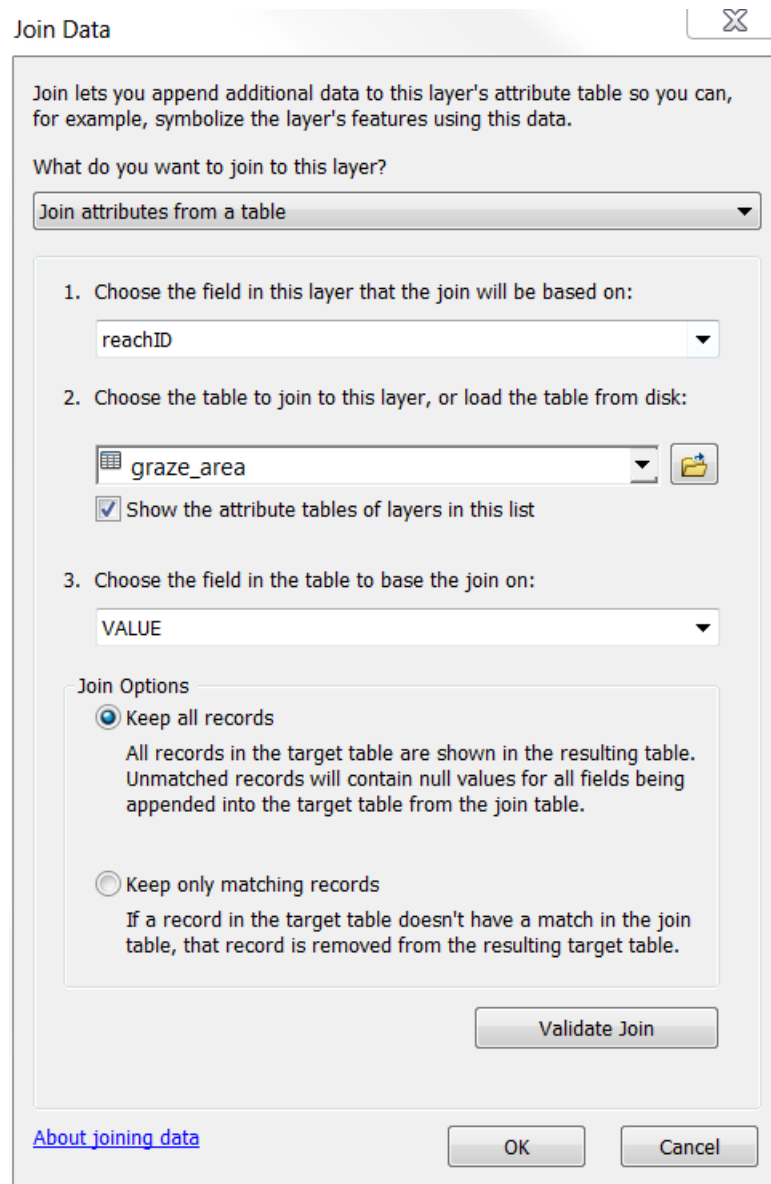 Join Data
Join lets you append additional data to this layer's attribute table so you can,
for example, symbolize the layer's features using this data.
What do you want to join to this layer?
Join attributes from a table
1. Choose the field in this layer that the join will be based on:
reachID
2. Choose the table to join to this layer, or load the table from disk:
graze_area
Show the attribute tables of layers in this list
3. Choose the field in the table to base the join on:
VALUE
Join Options
Keep all records
All records in the target table are shown in the resulting table.
Unmatched records will contain null values for all fields being
appended into the target table from the join table.
Keep only matching records
If a record in the target table doesn't have a match in the join
table, that record is removed from the resulting target table.
Validate Join
About joining data
OK
Cancel